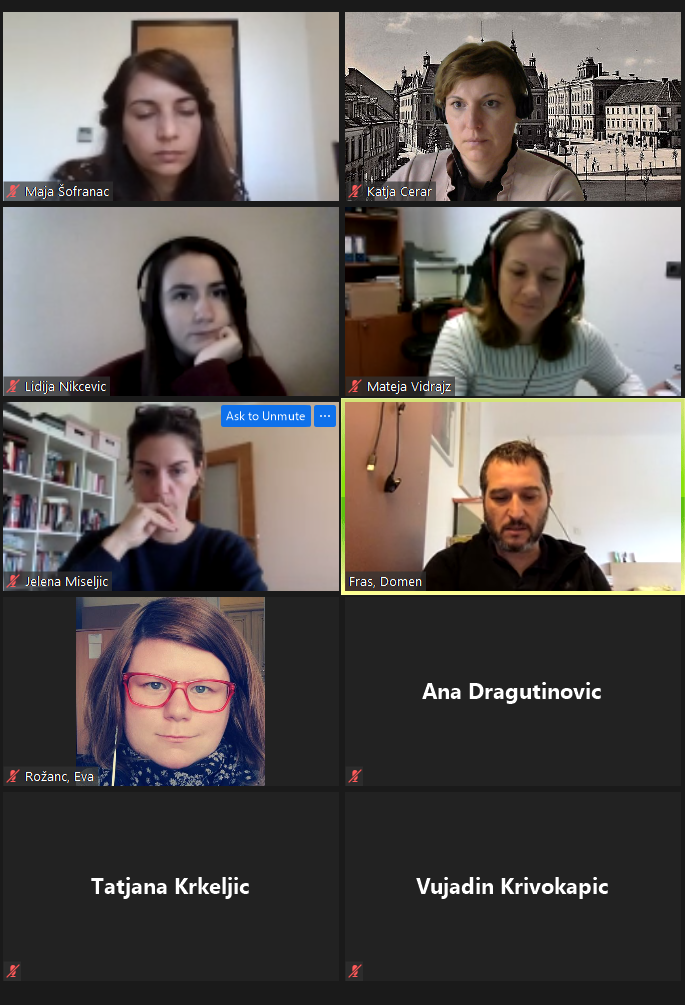 Maja Šofranac
Katja Cerar
Lidija Nikcevic
Mateja Vidrajz
Ask to Unmute
...
Jelena Miseljic
Fras, Domen
Rožanc, Eva
Ana Dragutinovic
Tatjana Krkeljic
Vujadin Krivokapic